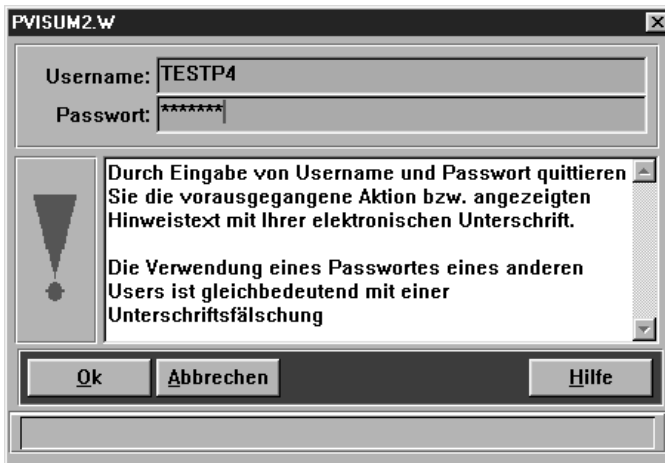 PVISUM2.W
Username: TESTP4
Passwort: *******
Durch Eingabe von Username und Passwort quittieren
Sie die vorausgegangene Aktion bzw. angezeigten
Hinweistext mit Ihrer elektronischen Unterschrift.
Die Verwendung eines Passwortes eines anderen
Users ist gleichbedeutend mit einer
Unterschriftsfälschung
Ok Abbrechen Hilfe